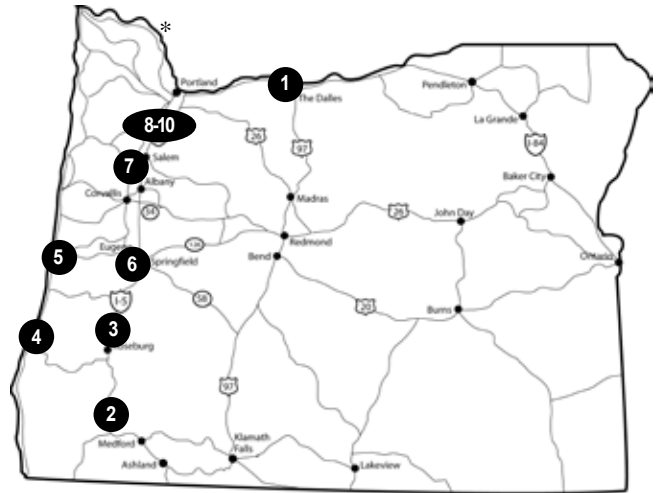 *
Portland
1
The Dalles
Pendleton
La Grande
8-10
26
97
I-84
7
Salem
Albany
Baker City
Corvallis
Madras
34
26
John Day
Redmond
Eugene
5
6
Springfield
Bend
Ontario
58
I-5
20
Burns
4
3
Roseburg
97
2
Medford
Klamath
Falls
Ashland
Lakeview